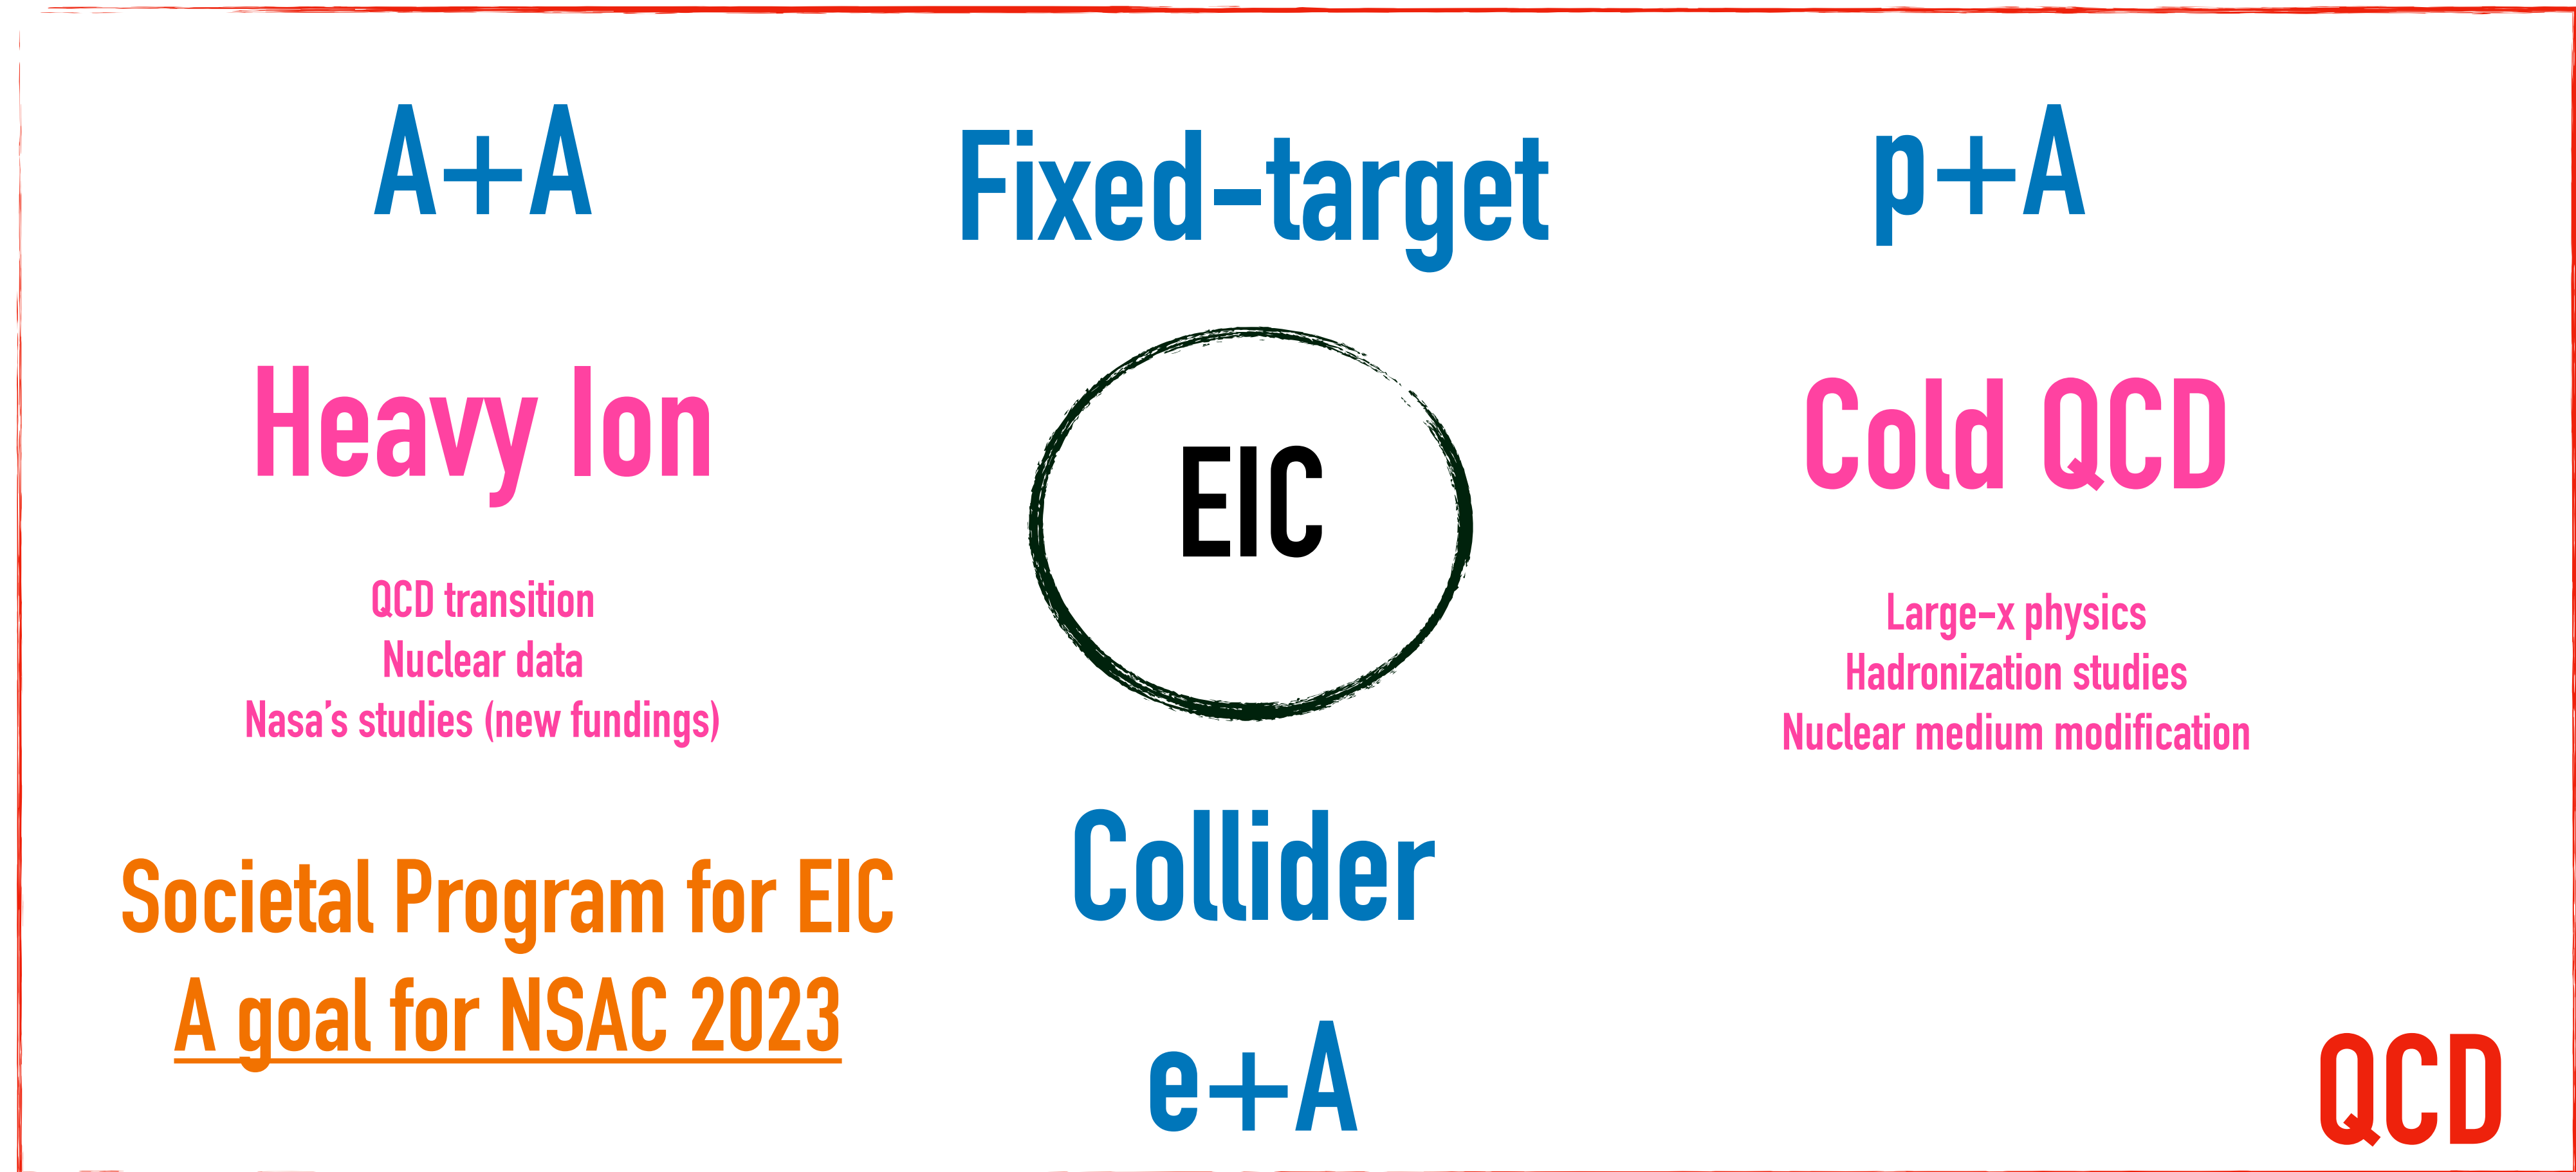 A+A
Fixed-target
p+A
Heavy Ion
EIC
Cold QCD
QCD transition
Nuclear data
Nasa's studies (new fundings)
Large-x physics
Hadronization studies
Nuclear medium modification
Societal Program for EIC
A goal for NSAC 2023
Collider
e+A
QCD